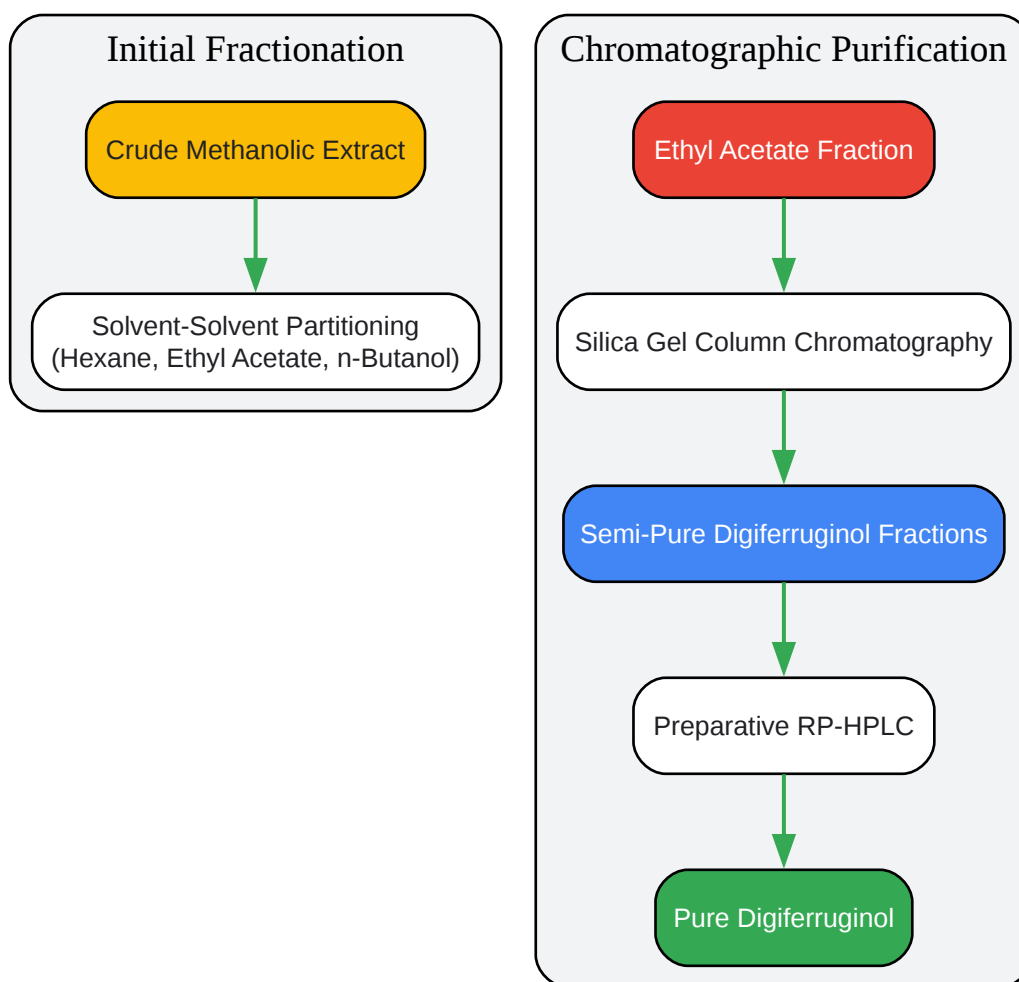 Initial Fractionation
Crude Methanolic Extract
Solvent-Solvent Partitioning
(Hexane, Ethyl Acetate, n-Butanol)
Chromatographic Purification
Ethyl Acetate Fraction
Silica Gel Column Chromatography
Semi-Pure Digiferruginol Fractions
Preparative RP-HPLC
Pure Digiferruginol